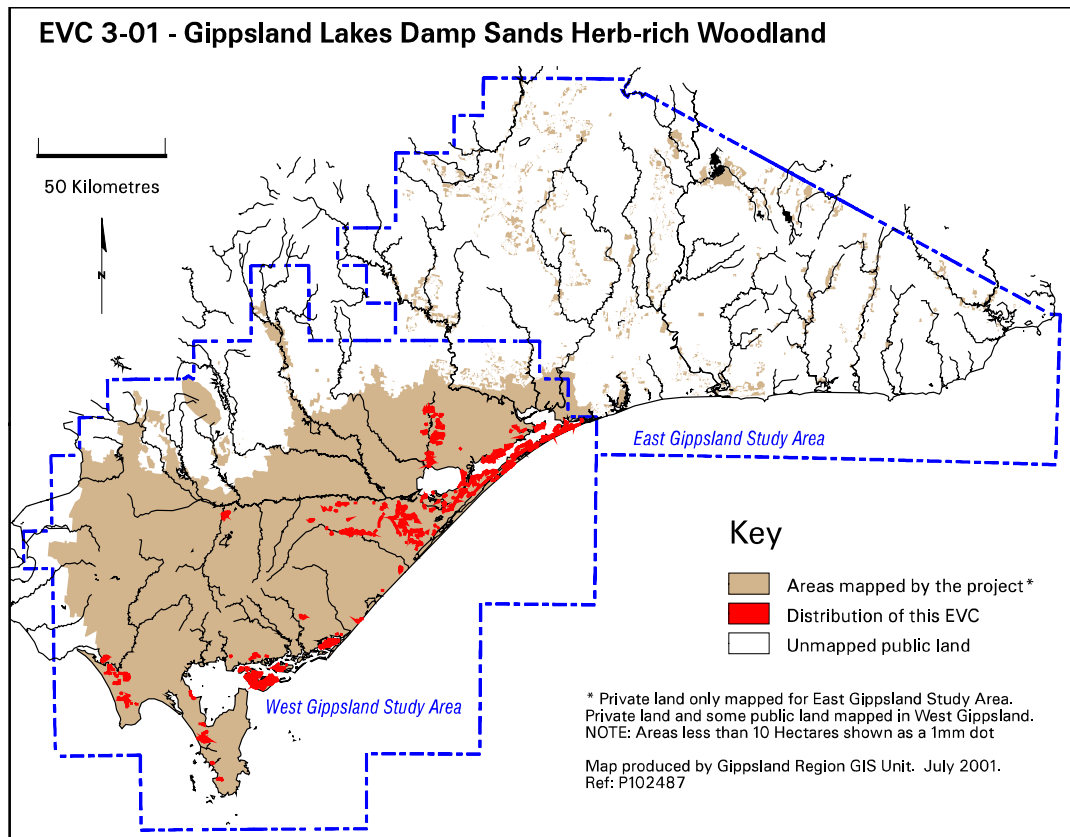 EVC 3-01 - Gippsland Lakes Damp Sands Herb-rich Woodland
50 Kilometres
N
East Gippsland Study Area
West Gippsland Study Area
Key
Areas mapped by the project*
Distribution of this EVC
Unmapped public land
* Private land only mapped for East Gippsland Study Area.
Private land and some public land mapped in West Gippsland.
NOTE: Areas less than 10 Hectares shown as a 1mm dot
Map produced by Gippsland Region GIS Unit. July 2001.
Ref: P102487